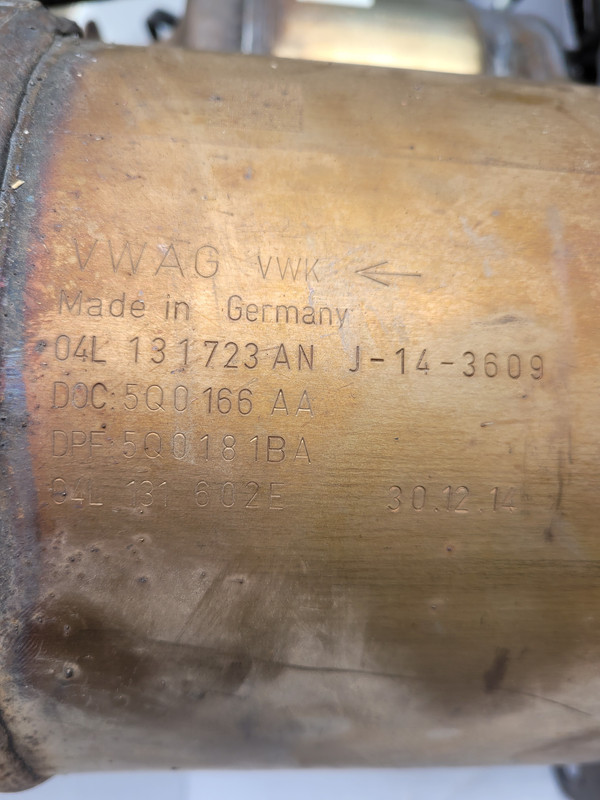 VWAG VWK ←
Made in Germany
04L 131723 AN J-14-3609
DOC: 5Q0 166 AA
DPF 5Q0181BA
04L 131 602E 30.12.14